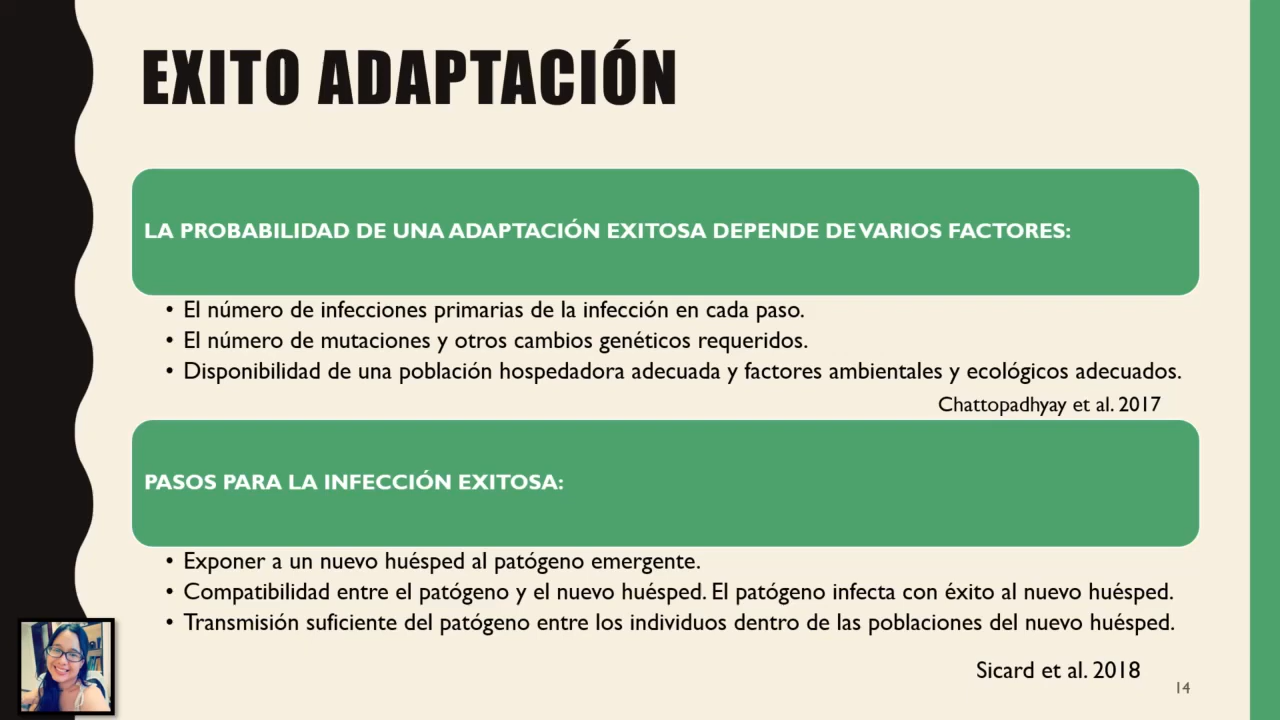 EXITO ADAPTACIÓN
LA PROBABILIDAD DE UNA ADAPTACIÓN EXITOSA DEPENDE DE VARIOS FACTORES:
• El número de infecciones primarias de la infección en cada paso.
• El número de mutaciones y otros cambios genéticos requeridos.
• Disponibilidad de una población hospedadora adecuada y factores ambientales y ecológicos adecuados.
Chattopadhyay et al. 2017
PASOS PARA LA INFECCIÓN EXITOSA:
• Exponer a un nuevo huésped al patógeno emergente.
• Compatibilidad entre el patógeno y el nuevo huésped. El patógeno infecta con éxito al nuevo huésped.
• Transmisión suficiente del patógeno entre los individuos dentro de las poblaciones del nuevo huésped.
Sicard et al. 2018
14